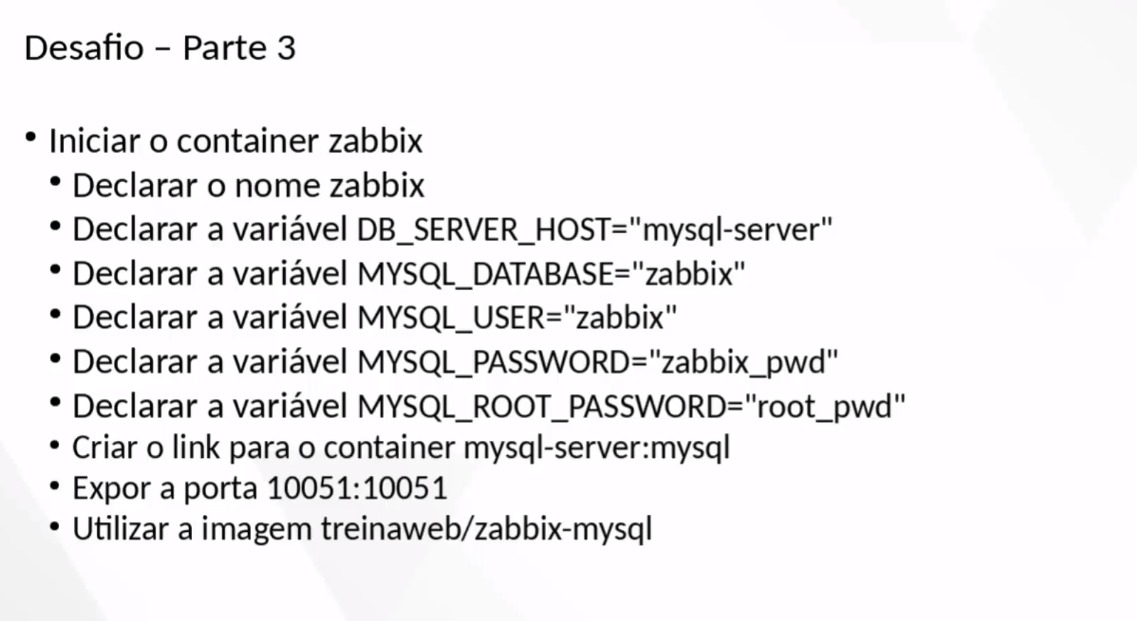 Desafio – Parte 3
• Iniciar o container zabbix
• Declarar o nome zabbix
• Declarar a variável DB_SERVER_HOST="mysql-server"
• Declarar a variável MYSQL_DATABASE="zabbix"
• Declarar a variável MYSQL_USER="zabbix"
• Declarar a variável MYSQL_PASSWORD="zabbix_pwd"
• Declarar a variável MYSQL_ROOT_PASSWORD="root_pwd"
• Criar o link para o container mysql-server:mysql
• Expor a porta 10051:10051
• Utilizar a imagem treinaweb/zabbix-mysql